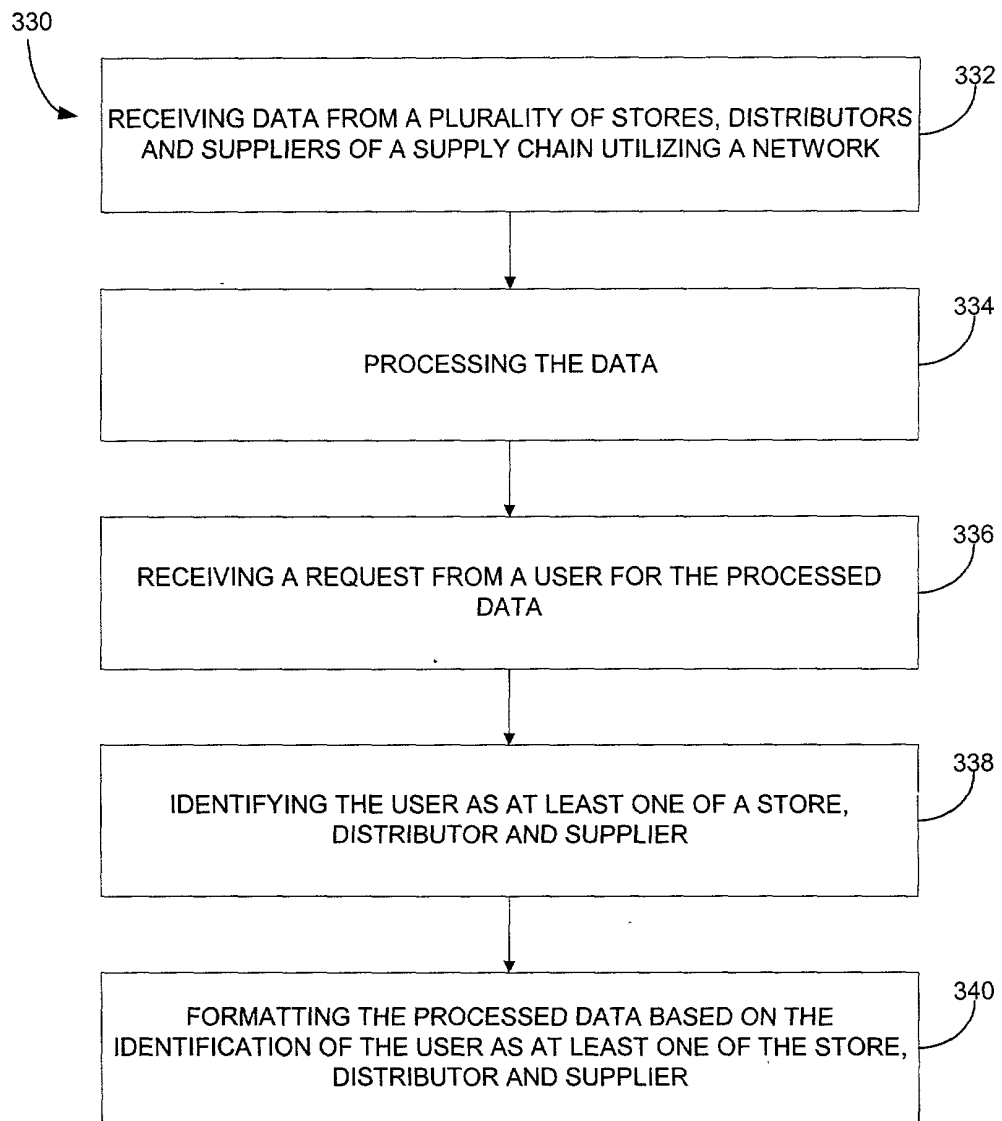 330
332
RECEIVING DATA FROM A PLURALITY OF STORES, DISTRIBUTORS
AND SUPPLIERS OF A SUPPLY CHAIN UTILIZING A NETWORK
334
PROCESSING THE DATA
336
RECEIVING A REQUEST FROM A USER FOR THE PROCESSED
DATA
338
IDENTIFYING THE USER AS AT LEAST ONE OF A STORE,
DISTRIBUTOR AND SUPPLIER
340
FORMATTING THE PROCESSED DATA BASED ON THE
IDENTIFICATION OF THE USER AS AT LEAST ONE OF THE STORE,
DISTRIBUTOR AND SUPPLIER